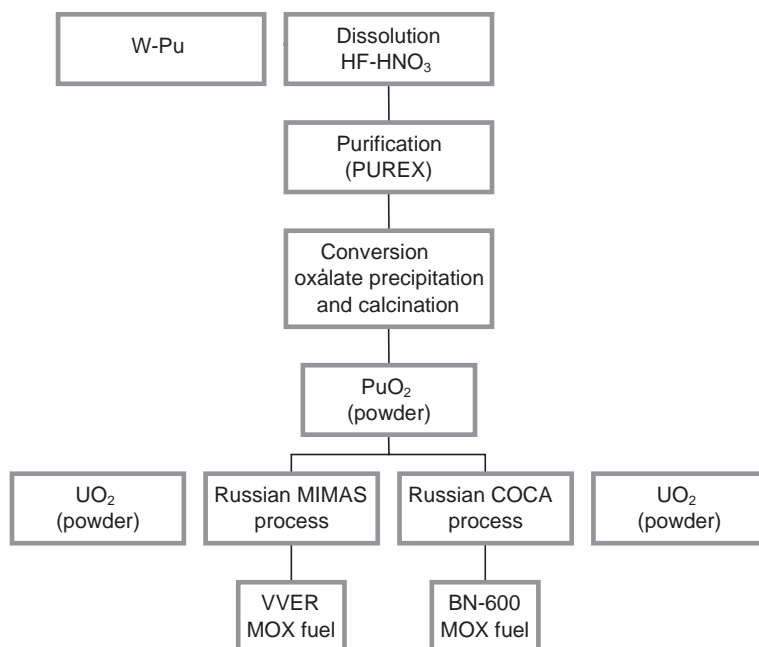 W-Pu
Dissolution
HF-HNO₃
Purification
(PUREX)
Conversion
oxalate precipitation
and calcination
PuO₂
(powder)
UO₂
(powder)
Russian MIMAS
process
Russian COCA
process
UO₂
(powder)
VVER
MOX fuel
BN-600
MOX fuel